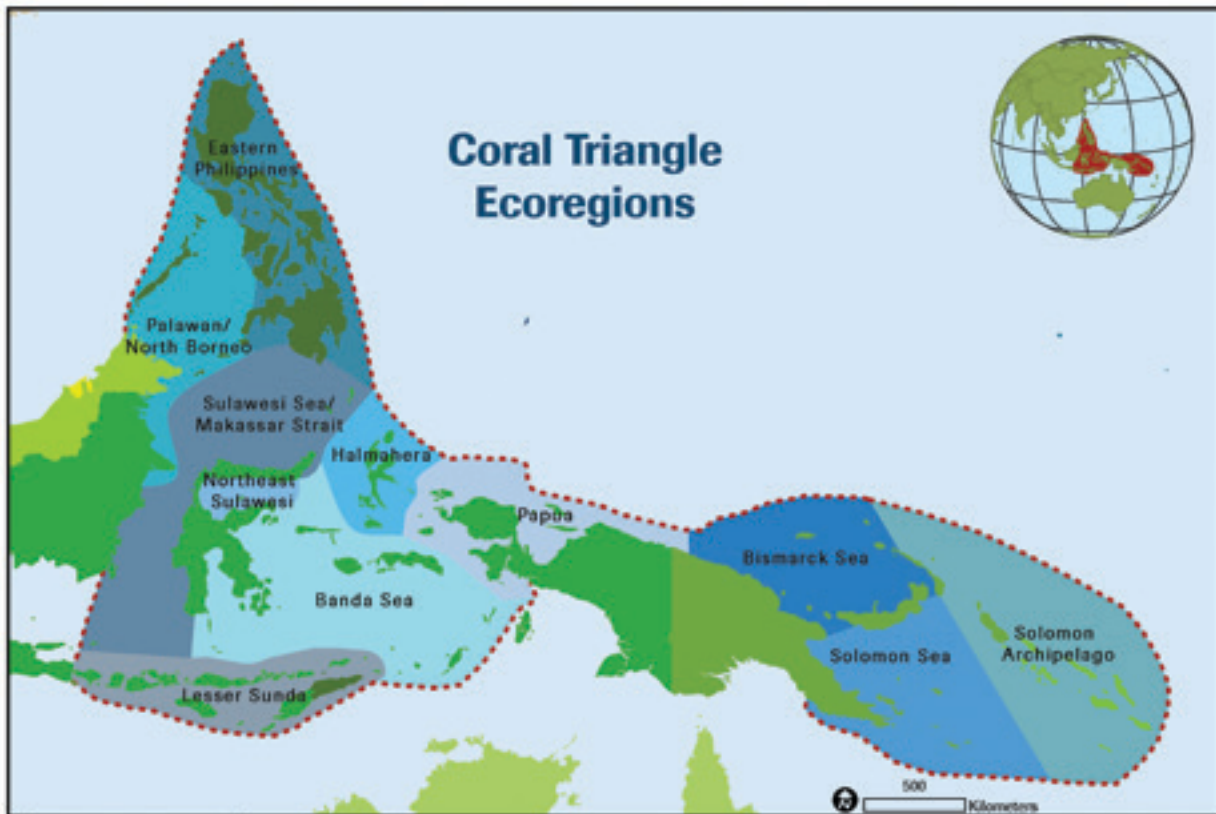 Coral Triangle
Ecoregions
Eastern
Philippines
Palawan/
North Borneo
Sulawesi Sea/
Makassar Strait
Halmahera
Northeast
Sulawesi
Papua
Bismarck Sea
Banda Sea
Solomon
Archipelago
Solomon Sea
Lesser Sunda
500
Kilometers